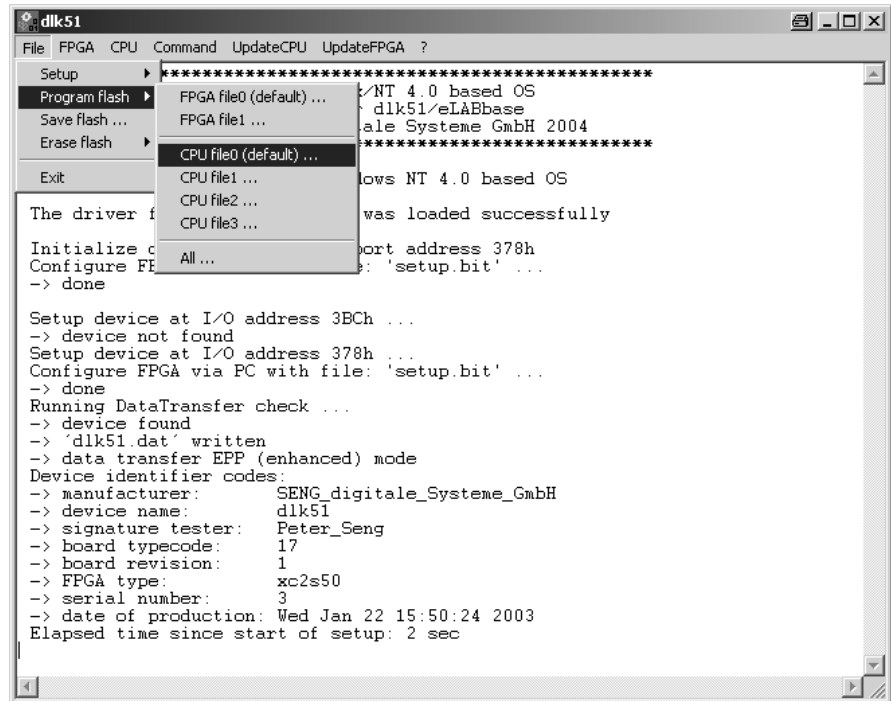 dlk51
File FPGA CPU Command UpdateCPU UpdateFPGA ?
Setup
Program flash
Save flash ...
Erase flash
Exit
FPGA file0 (default) ...
FPGA file1 ...
CPU file0 (default) ...
CPU file1 ...
CPU file2 ...
CPU file3 ...
All ...
************************************************
/NT 4.0 based OS
dlk51/eLABbase
ale Systeme GmbH 2004
****************************
lows NT 4.0 based OS
The driver was loaded successfully
Initialize port address 378h
Configure : 'setup.bit' ...
-> done
Setup device at I/O address 3BCh ...
-> device not found
Setup device at I/O address 378h ...
Configure FPGA via PC with file: 'setup.bit' ...
-> done
Running DataTransfer check ...
-> device found
-> ´dlk51.dat´ written
-> data transfer EPP (enhanced) mode
Device identifier codes:
-> manufacturer: SENG_digitale_Systeme_GmbH
-> device name: dlk51
-> signature tester: Peter_Seng
-> board typecode: 17
-> board revision: 1
-> FPGA type: xc2s50
-> serial number: 3
-> date of production: Wed Jan 22 15:50:24 2003
Elapsed time since start of setup: 2 sec